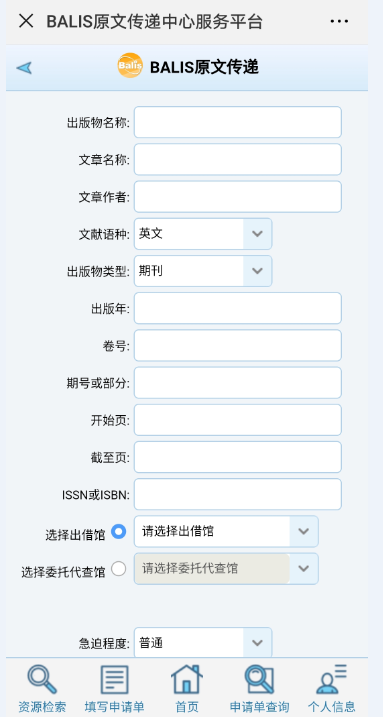 BALIS原文传递中心服务平台
Balis BALIS原文传递
出版物名称:
文章名称:
文章作者:
文献语种: 英文
出版物类型: 期刊
出版年:
卷号:
期号或部分:
开始页:
截至页:
ISSN或ISBN:
选择出借馆 请选择出借馆
选择委托代查馆 请选择委托代查馆
急迫程度: 普通
资源检索 填写申请单 首页 申请单查询 个人信息